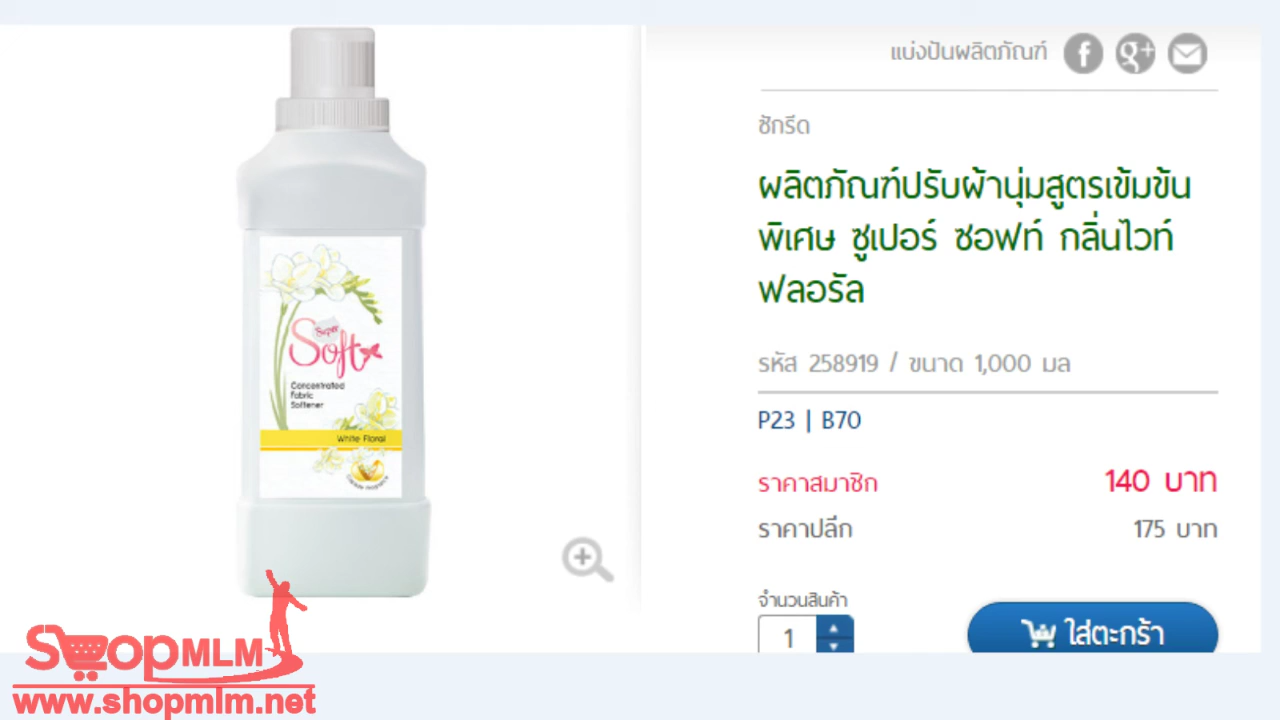 Super
Soft
Concentrated
Fabric
Softener
White Floral
แบ่งปันผลิตภัณฑ์
ซักรีด
ผลิตภัณฑ์ปรับผ้านุ่มสูตรเข้มข้น
พิเศษ ซูเปอร์ ซอฟท์ กลิ่นไวท์
ฟลอรัล
รหัส 258919 / ขนาด 1,000 มล
P23 | B70
ราคาสมาชิก 140 บาท
ราคาปลีก 175 บาท
จำนวนสินค้า
1 ใส่ตะกร้า
SHOPMLM
www.shopmlm.net